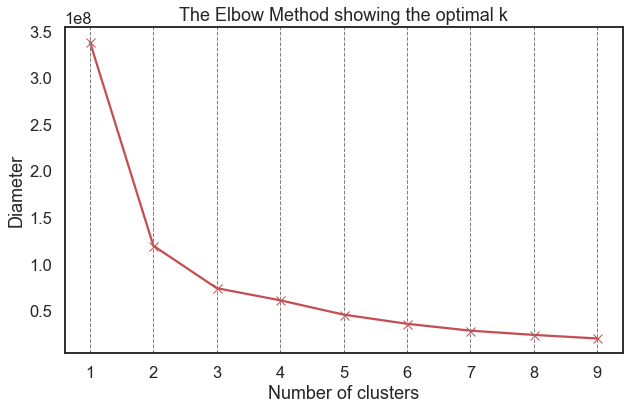 The Elbow Method showing the optimal k
1e8
3.5
3.0
2.5
2.0
1.5
1.0
0.5
Diameter
1 2 3 4 5 6 7 8 9
Number of clusters